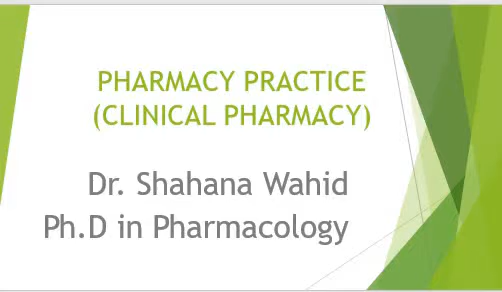 PHARMACY PRACTICE
(CLINICAL PHARMACY)
Dr. Shahana Wahid
Ph.D in Pharmacology